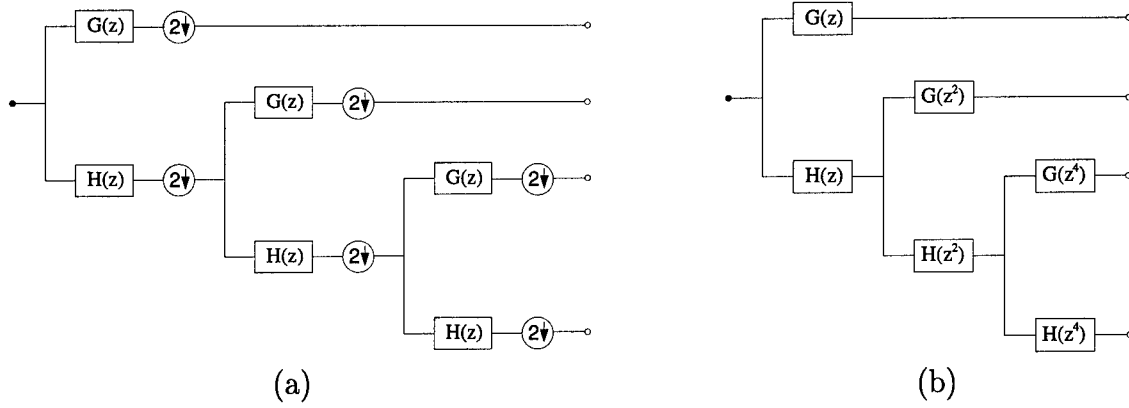 G(z) 2↓
G(z)
G(z) 2↓
G(z²)
H(z) 2↓
G(z) 2↓
H(z)
G(z⁴)
H(z) 2↓
H(z²)
H(z) 2↓
H(z⁴)
(a)
(b)